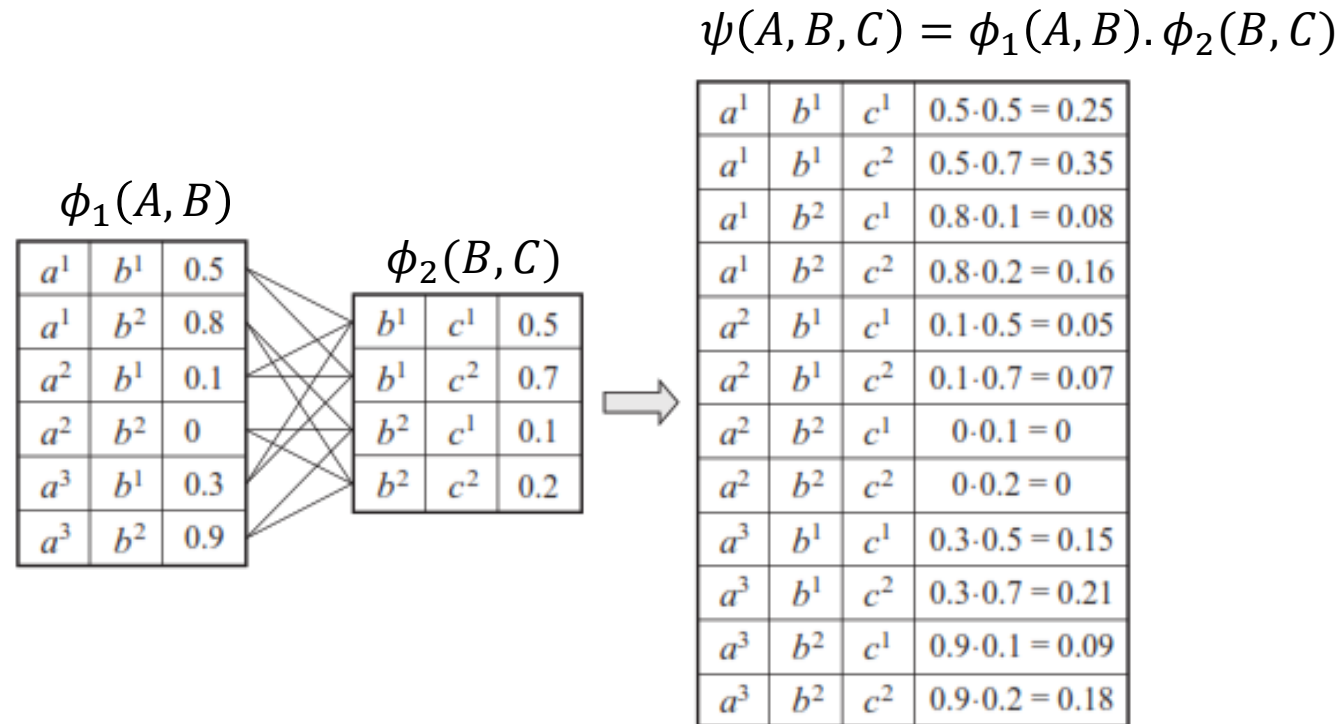 ψ(A, B, C) = ϕ₁(A, B). ϕ₂(B, C)
ϕ₁(A, B)
a¹ b¹ 0.5
a¹ b² 0.8
a² b¹ 0.1
a² b² 0
a³ b¹ 0.3
a³ b² 0.9
ϕ₂(B, C)
b¹ c¹ 0.5
b¹ c² 0.7
b² c¹ 0.1
b² c² 0.2
a¹ b¹ c¹ 0.5·0.5 = 0.25
a¹ b¹ c² 0.5·0.7 = 0.35
a¹ b² c¹ 0.8·0.1 = 0.08
a¹ b² c² 0.8·0.2 = 0.16
a² b¹ c¹ 0.1·0.5 = 0.05
a² b¹ c² 0.1·0.7 = 0.07
a² b² c¹ 0·0.1 = 0
a² b² c² 0·0.2 = 0
a³ b¹ c¹ 0.3·0.5 = 0.15
a³ b¹ c² 0.3·0.7 = 0.21
a³ b² c¹ 0.9·0.1 = 0.09
a³ b² c² 0.9·0.2 = 0.18